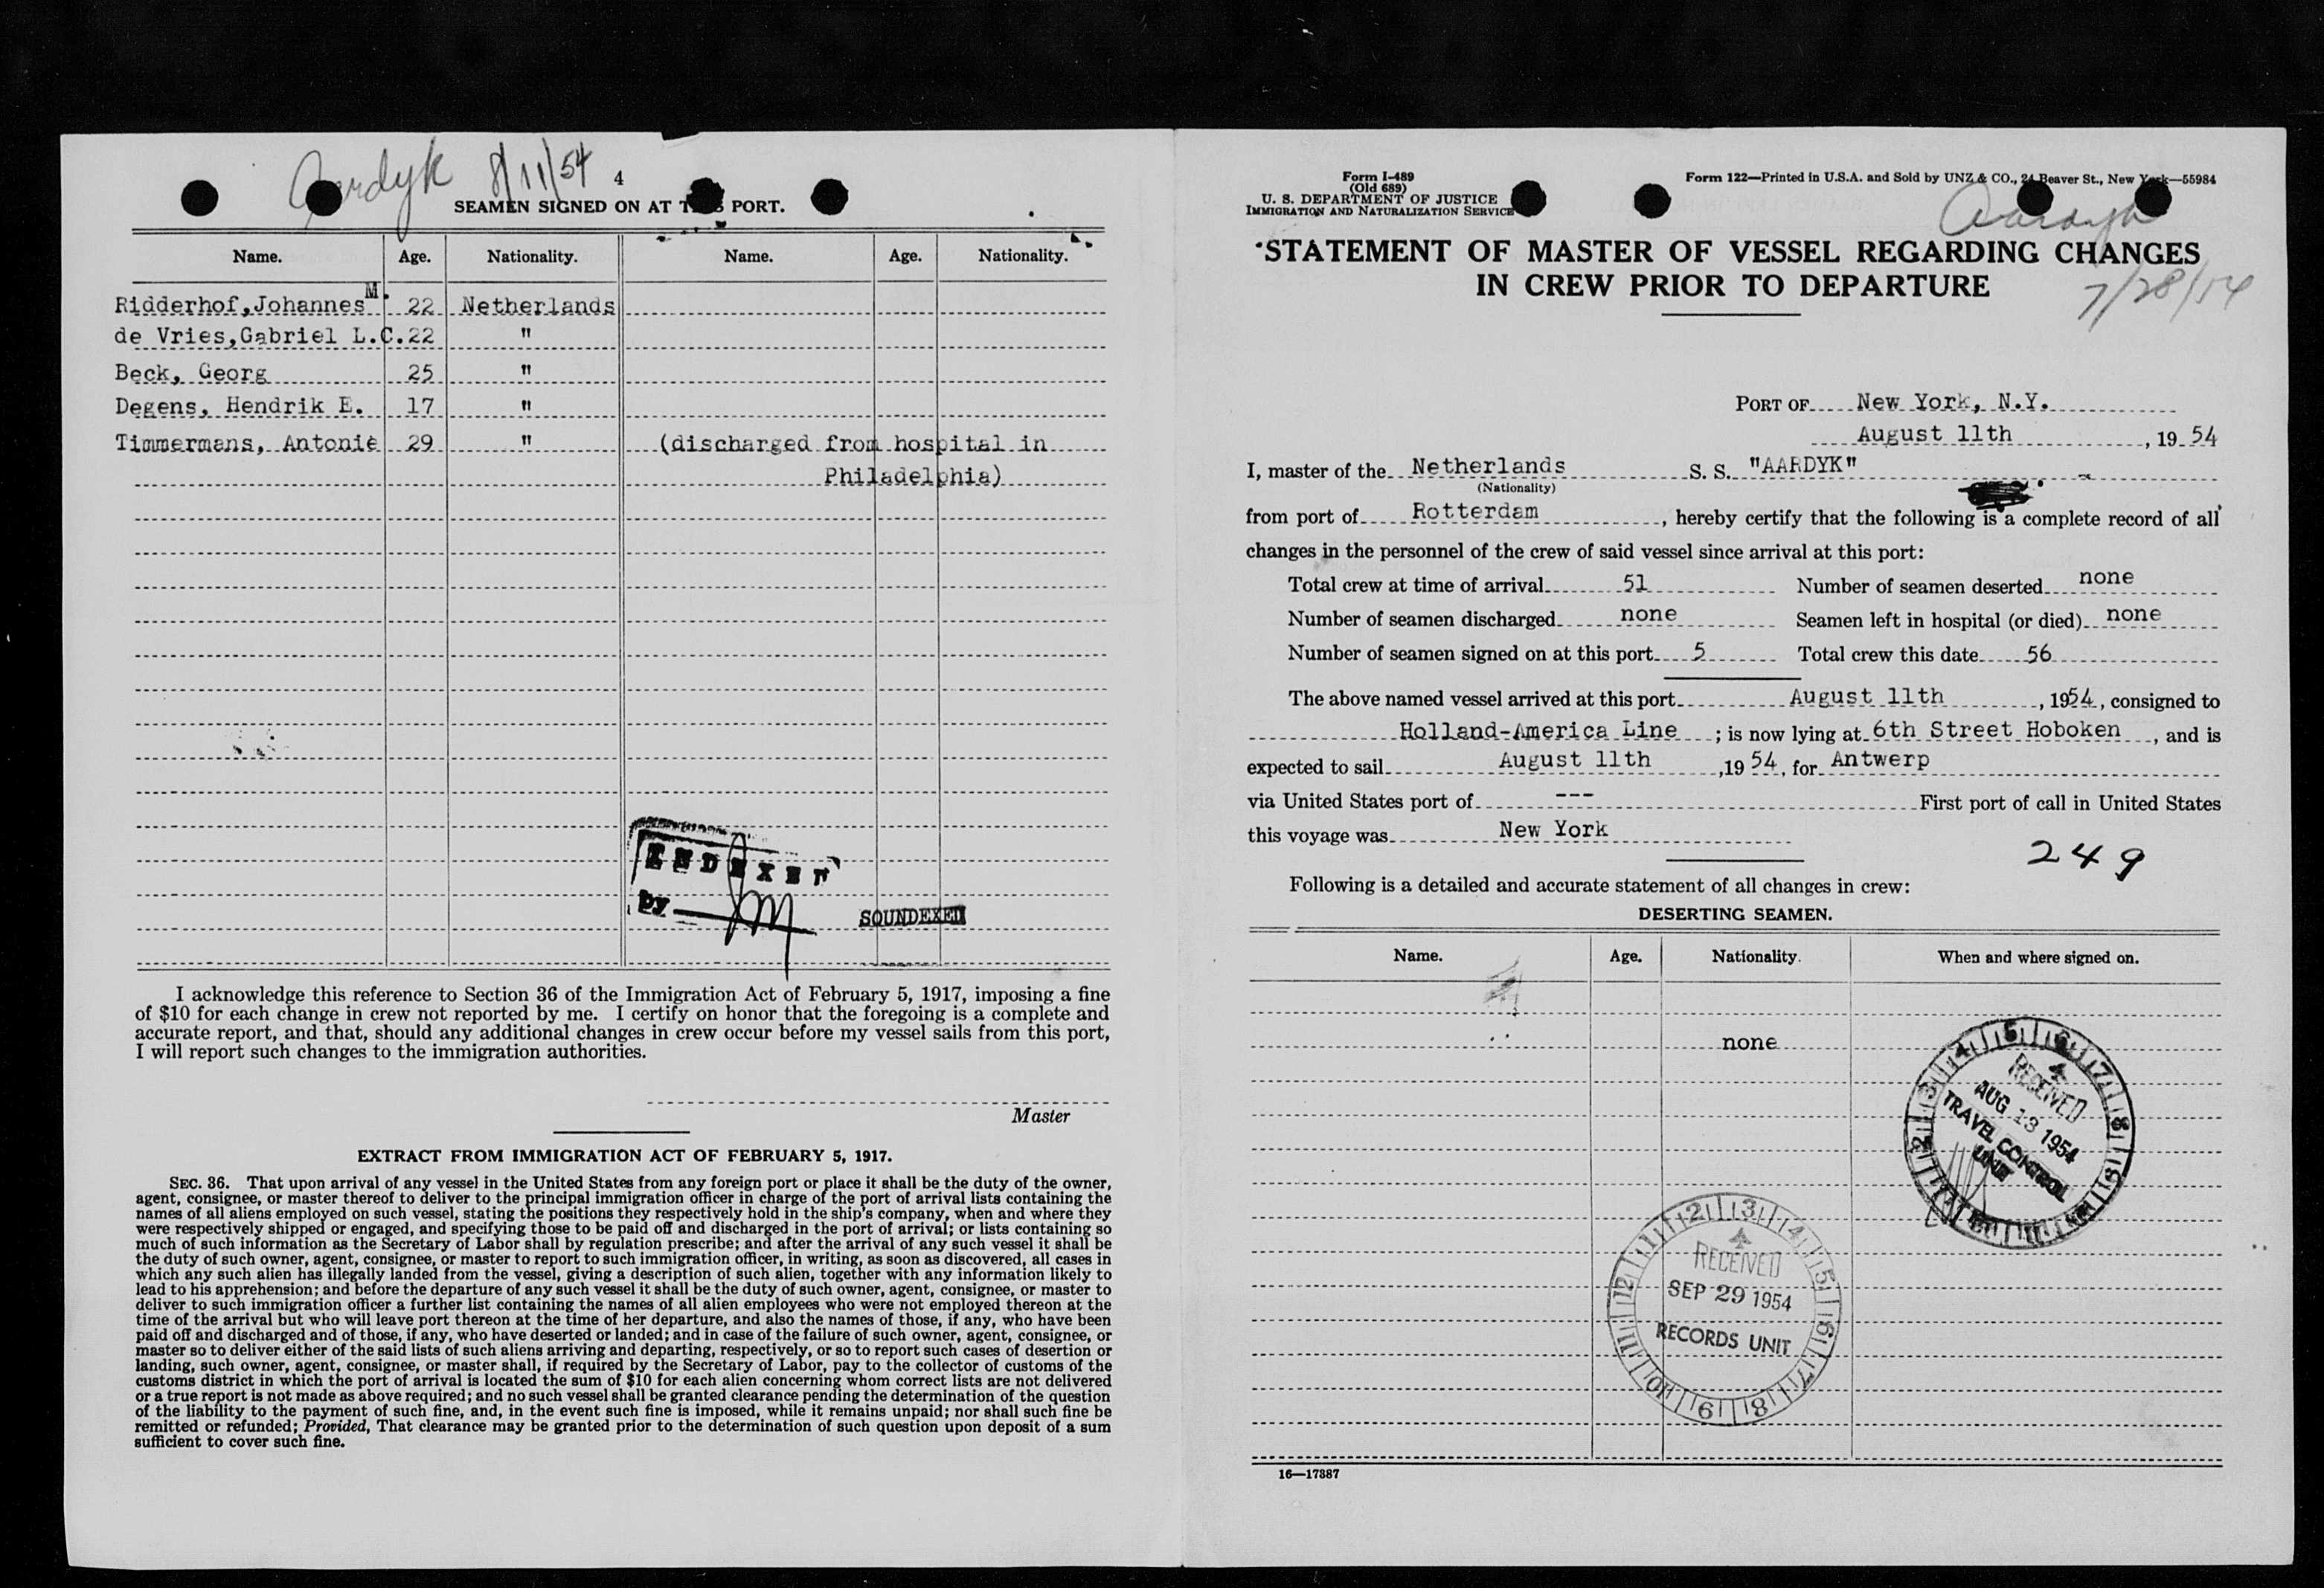 Aardyk 8/11/54
4
SEAMEN SIGNED ON AT PORT.
Name. Age. Nationality. Name. Age. Nationality.
Ridderhof,Johannes M. 22 Netherlands
de Vries,Gabriel L.C. 22 "
Beck, Georg 25 "
Degens, Hendrik E. 17 "
Timmermans, Antonie 29 " (discharged from hospital in
Philadelphia)
INDEXED
by
SOUNDEXED
I acknowledge this reference to Section 36 of the Immigration Act of February 5, 1917, imposing a fine
of $10 for each change in crew not reported by me. I certify on honor that the foregoing is a complete and
accurate report, and that, should any additional changes in crew occur before my vessel sails from this port,
I will report such changes to the immigration authorities.
Master
EXTRACT FROM IMMIGRATION ACT OF FEBRUARY 5, 1917.
SEC. 36. That upon arrival of any vessel in the United States from any foreign port or place it shall be the duty of the owner,
agent, consignee, or master thereof to deliver to the principal immigration officer in charge of the port of arrival lists containing the
names of all aliens employed on such vessel, stating the positions they respectively hold in the ship's company, when and where they
were respectively shipped or engaged, and specifying those to be paid off and discharged in the port of arrival; or lists containing so
much of such information as the Secretary of Labor shall by regulation prescribe; and after the arrival of any such vessel it shall be
the duty of such owner, agent, consignee, or master to report to such immigration officer, in writing, as soon as discovered, all cases in
which any such alien has illegally landed from the vessel, giving a description of such alien, together with any information likely to
lead to his apprehension; and before the departure of any such vessel it shall be the duty of such owner, agent, consignee, or master to
deliver to such immigration officer a further list containing the names of all alien employees who were not employed thereon at the
time of the arrival but who will leave port thereon at the time of her departure, and also the names of those, if any, who have been
paid off and discharged and of those, if any, who have deserted or landed; and in case of the failure of such owner, agent, consignee, or
master so to deliver either of the said lists of such aliens arriving and departing, respectively, or so to report such cases of desertion or
landing, such owner, agent, consignee, or master shall, if required by the Secretary of Labor, pay to the collector of customs of the
customs district in which the port of arrival is located the sum of $10 for each alien concerning whom correct lists are not delivered
or a true report is not made as above required; and no such vessel shall be granted clearance pending the determination of the question
of the liability to the payment of such fine, and, in the event such fine is imposed, while it remains unpaid; nor shall such fine be
remitted or refunded; Provided, That clearance may be granted prior to the determination of such question upon deposit of a sum
sufficient to cover such fine.
Form I-489
(Old 689)
U. S. DEPARTMENT OF JUSTICE
IMMIGRATION AND NATURALIZATION SERVICE
Form 122—Printed in U.S.A. and Sold by UNZ & CO., 24 Beaver St., New York—55984
Aardyk
7/28/54
STATEMENT OF MASTER OF VESSEL REGARDING CHANGES
IN CREW PRIOR TO DEPARTURE
PORT OF New York, N.Y.
August 11th, 19 54
I, master of the Netherlands S. S. "AARDYK"
(Nationality)
from port of Rotterdam, hereby certify that the following is a complete record of all
changes in the personnel of the crew of said vessel since arrival at this port:
Total crew at time of arrival 51 Number of seamen deserted none
Number of seamen discharged none Seamen left in hospital (or died) none
Number of seamen signed on at this port 5 Total crew this date 56
The above named vessel arrived at this port August 11th, 1954, consigned to
Holland-America Line; is now lying at 6th Street Hoboken, and is
expected to sail August 11th, 19 54, for Antwerp
via United States port of --- First port of call in United States
this voyage was New York
249
Following is a detailed and accurate statement of all changes in crew:
DESERTING SEAMEN.
Name. Age. Nationality. When and where signed on.
none
RECEIVED
AUG 13 1954
TRAVEL CONTROL
UNIT
RECEIVED
SEP 29 1954
RECORDS UNIT
16—17887